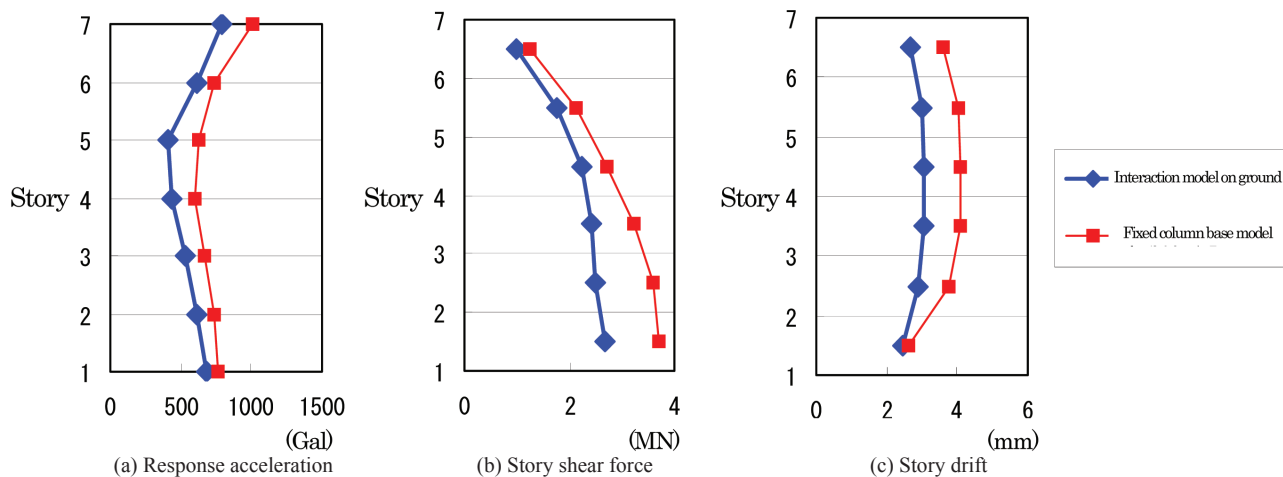 7
6
5
Story 4
3
2
1
0 500 1000 1500
(Gal)
(a) Response acceleration
7
6
5
Story 4
3
2
1
0 2 4
(MN)
(b) Story shear force
7
6
5
Story 4
3
2
1
0 2 4 6
(mm)
(c) Story drift
Interaction model on ground
Fixed column base model